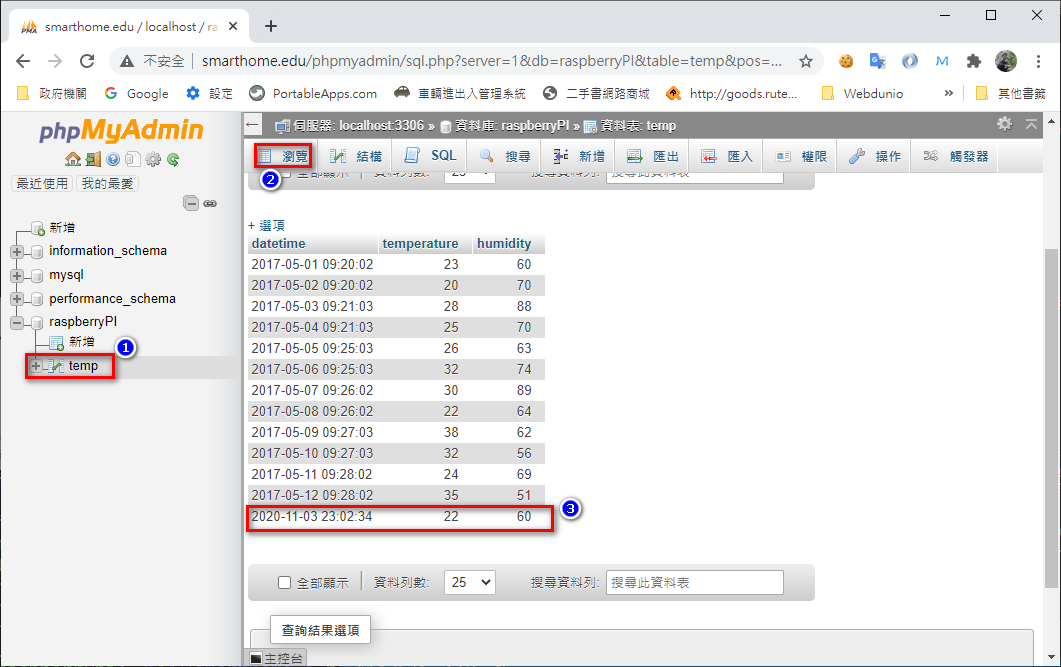 smarthome.edu / localhost / ra
不安全
smarthome.edu/phpmyadmin/sql.php?server=1&db=raspberryPI&table=temp&pos=...
政府機關
Google
設定
PortableApps.com
車輛進出入管理系統
二手書網路商城
http://goods.rute...
Webdunio
»
其他書籤
phpMyAdmin
最近使用
我的最愛
新增
information_schema
mysql
performance_schema
raspberryPI
新增
1
temp
伺服器: localhost:3306 » 資料庫: raspberryPI » 資料表: temp
瀏覽 結構 SQL 搜尋 新增 匯出 匯入 權限 操作 觸發器
2
全部顯示 資料列數: 25 搜尋資料列: 搜尋此資料表
+ 選項
datetime temperature humidity
2017-05-01 09:20:02 23 60
2017-05-02 09:20:02 20 70
2017-05-03 09:21:03 28 88
2017-05-04 09:21:03 25 70
2017-05-05 09:25:03 26 63
2017-05-06 09:25:03 32 74
2017-05-07 09:26:02 30 89
2017-05-08 09:26:02 22 64
2017-05-09 09:27:03 38 62
2017-05-10 09:27:03 32 56
2017-05-11 09:28:02 24 69
2017-05-12 09:28:02 35 51
2020-11-03 23:02:34 22 60
3
全部顯示 資料列數: 25 搜尋資料列: 搜尋此資料表
查詢結果選項
主控台